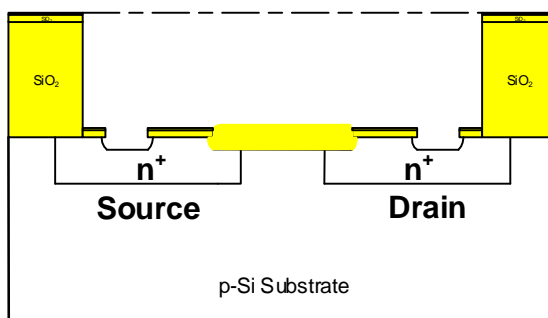 SiO₂
SiO₂
n⁺
n⁺
Source
Drain
p-Si Substrate